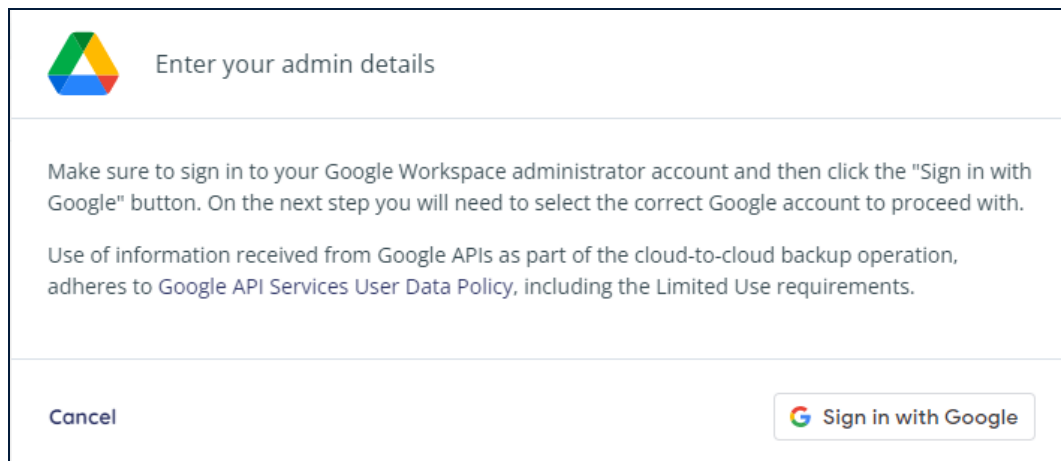 Enter your admin details
Make sure to sign in to your Google Workspace administrator account and then click the "Sign in with
Google" button. On the next step you will need to select the correct Google account to proceed with.
Use of information received from Google APIs as part of the cloud-to-cloud backup operation,
adheres to Google API Services User Data Policy, including the Limited Use requirements.
Cancel
Sign in with Google